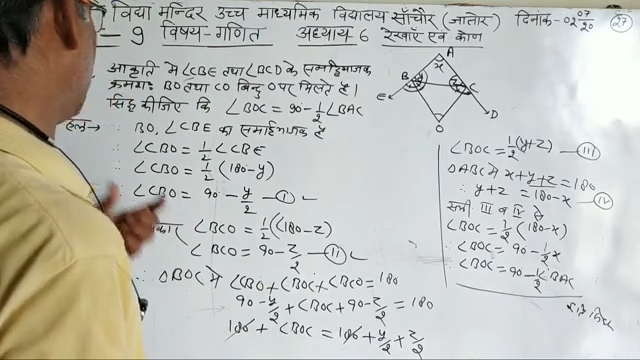 विद्या मन्दिर उच्च माध्यमिक विद्यालय साँचौर (जालोर) दिनांक- 02 07/20 (27)
- 9 विषय-गणित अध्याय 6 रेखाएँ एवं कोण
आकृति में ∠CBE तथा ∠BCD के समद्विभाजक
क्रमशः BO तथा CO बिन्दु O पर मिलते है।
सिद्ध कीजिए कि ∠BOC = 90 - 1/2 ∠BAC
हल→ BO, ∠CBE का समद्विभाजक है
∴ ∠CBO = 1/2 ∠CBE
∴ ∠CBO = 1/2 (180-y)
∴ ∠CBO = 90 - y/2 - (I)
∠BCO = 1/2 (180-z)
∠BCO = 90 - z/2 - (II)
∴ ΔBOC में ∠CBO + ∠BOC + ∠CBO = 180
90 - y/2 + ∠BOC + 90 - z/2 = 180
180 + ∠BOC = 180 + y/2 + z/2
A
x
B
y
z
C
E
D
O
∠BOC = 1/2 (y+z) — (III)
ΔABC में x+y+z = 180
∴ y+z = 180-x — (IV)
समी III व IV से
∠BOC = 1/2 (180-x)
∠BOC = 90 - 1/2 x
∠BOC = 90 - 1/2 ∠BAC